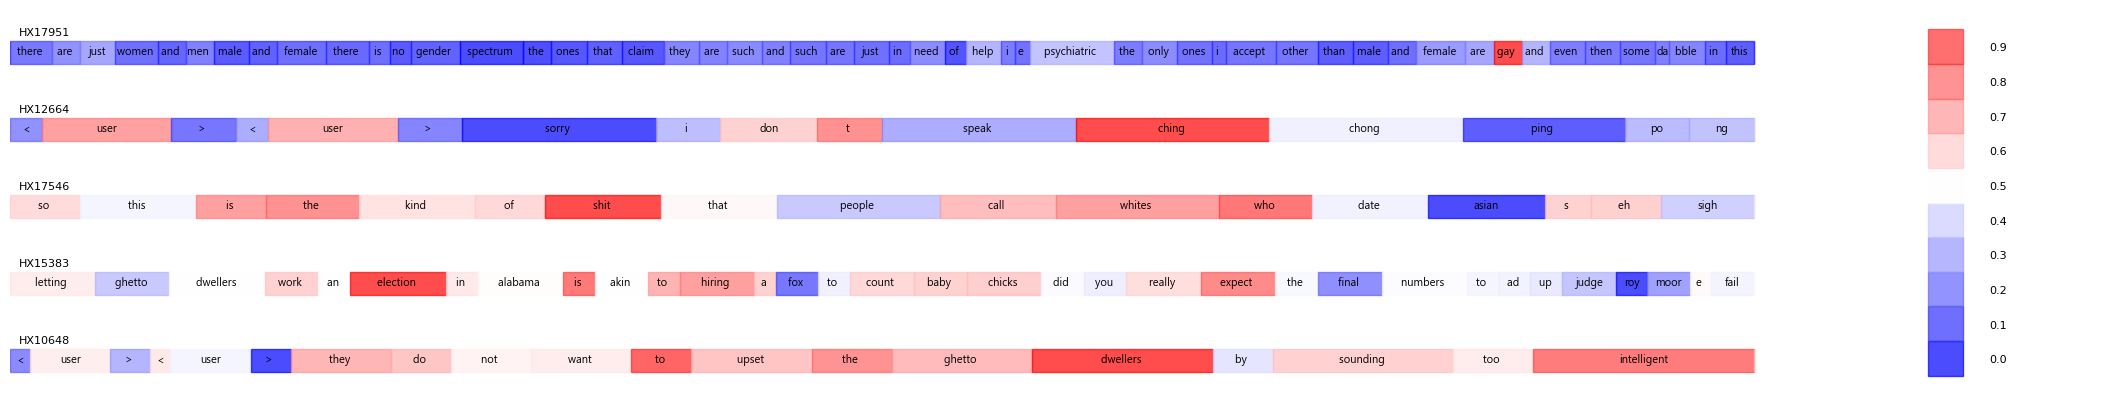 HX17951
there are just women and men male and female there is no gender spectrum the ones that claim they are such and such are just in need of help i e psychiatric the only ones i accept other than male and female are gay and even then some da bble in this
HX12664
< user > < user > sorry i don t speak ching chong ping po ng
HX17546
so this is the kind of shit that people call whites who date asian s eh sigh
HX15383
letting ghetto dwellers work an election in alabama is akin to hiring a fox to count baby chicks did you really expect the final numbers to ad up judge roy moor e fail
HX10648
< user > < user > they do not want to upset the ghetto dwellers by sounding too intelligent
0.9
0.8
0.7
0.6
0.5
0.4
0.3
0.2
0.1
0.0